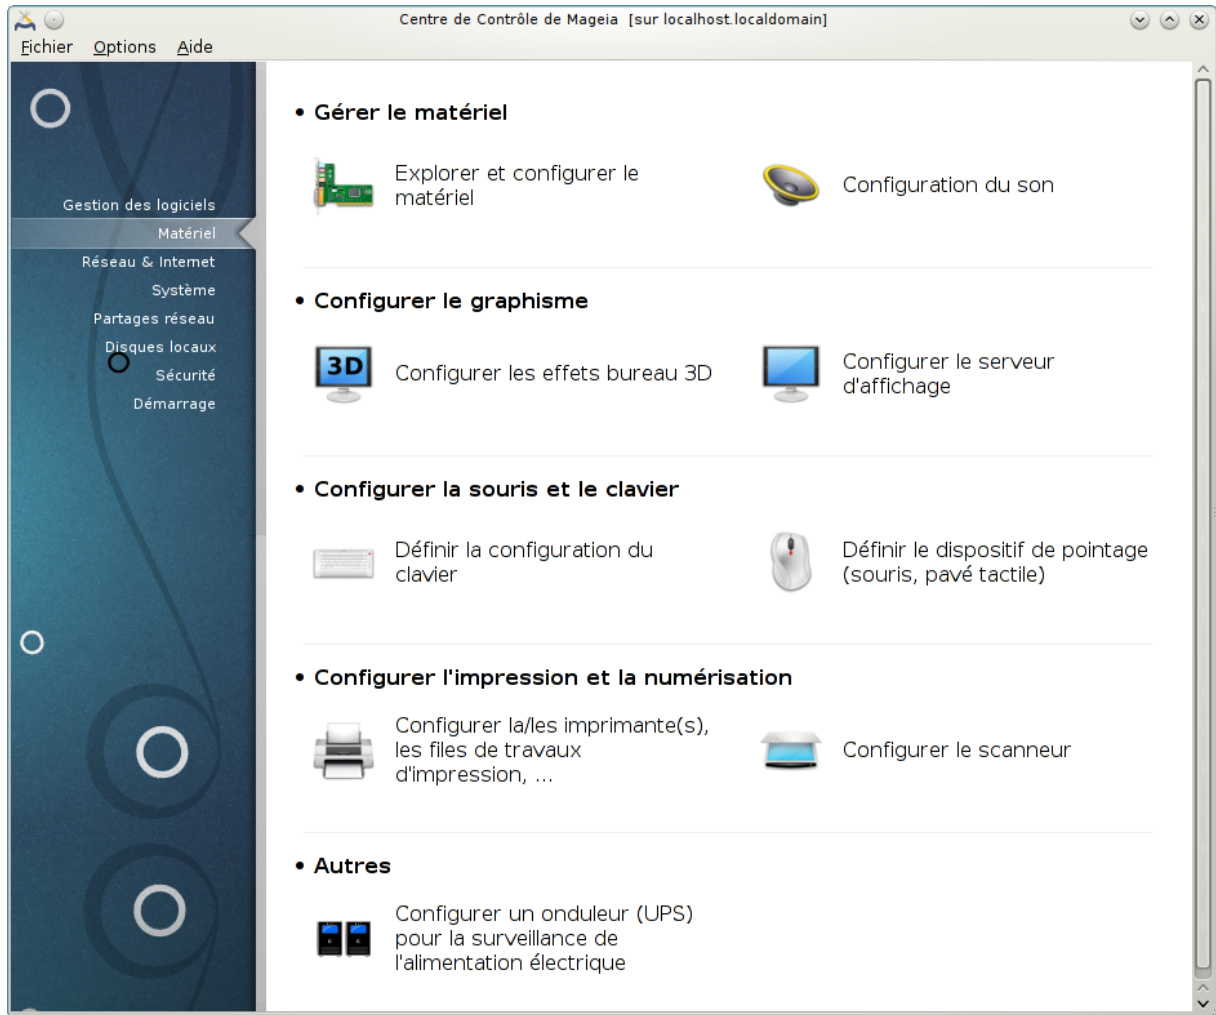 Centre de Contrôle de Mageia [sur localhost.localdomain]
Fichier Options Aide
Gestion des logiciels
Matériel
Réseau & Internet
Système
Partages réseau
Disques locaux
Sécurité
Démarrage
• Gérer le matériel
Explorer et configurer le
matériel
Configuration du son
• Configurer le graphisme
3D
Configurer les effets bureau 3D
Configurer le serveur
d'affichage
• Configurer la souris et le clavier
Définir la configuration du
clavier
Définir le dispositif de pointage
(souris, pavé tactile)
• Configurer l'impression et la numérisation
Configurer la/les imprimante(s),
les files de travaux
d'impression, ...
Configurer le scanneur
• Autres
Configurer un onduleur (UPS)
pour la surveillance de
l'alimentation électrique